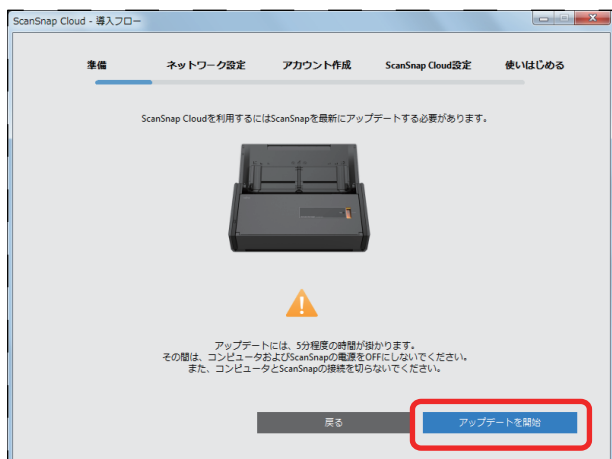 ScanSnap Cloud - 導入フロー
準備 ネットワーク設定 アカウント作成 ScanSnap Cloud設定 使いはじめる
ScanSnap Cloudを利用するにはScanSnapを最新にアップデートする必要があります。
アップデートには、5分程度の時間が掛かります。
その間は、コンピュータおよびScanSnapの電源をOFFにしないでください。
また、コンピュータとScanSnapの接続を切らないでください。
戻る アップデートを開始